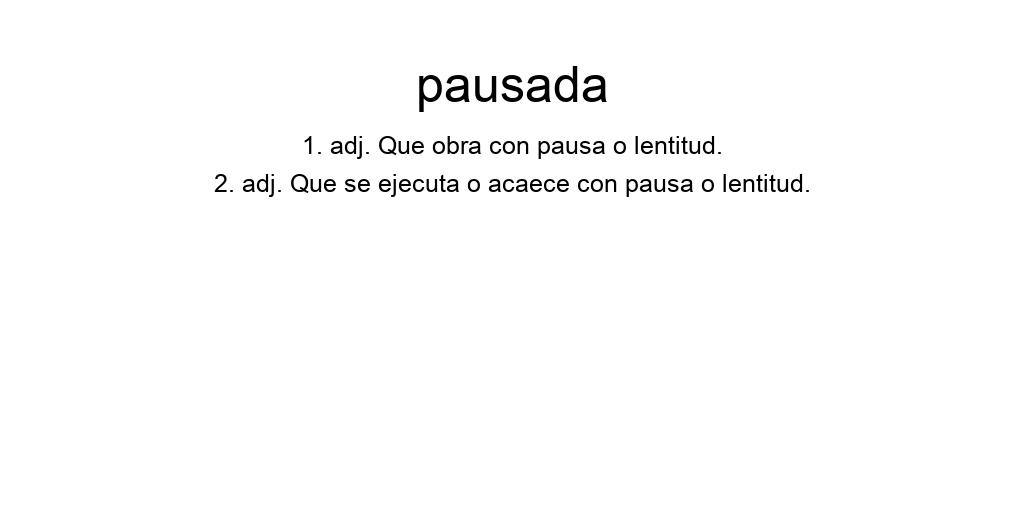 pausada
1. adj. Que obra con pausa o lentitud.
2. adj. Que se ejecuta o acaece con pausa o lentitud.